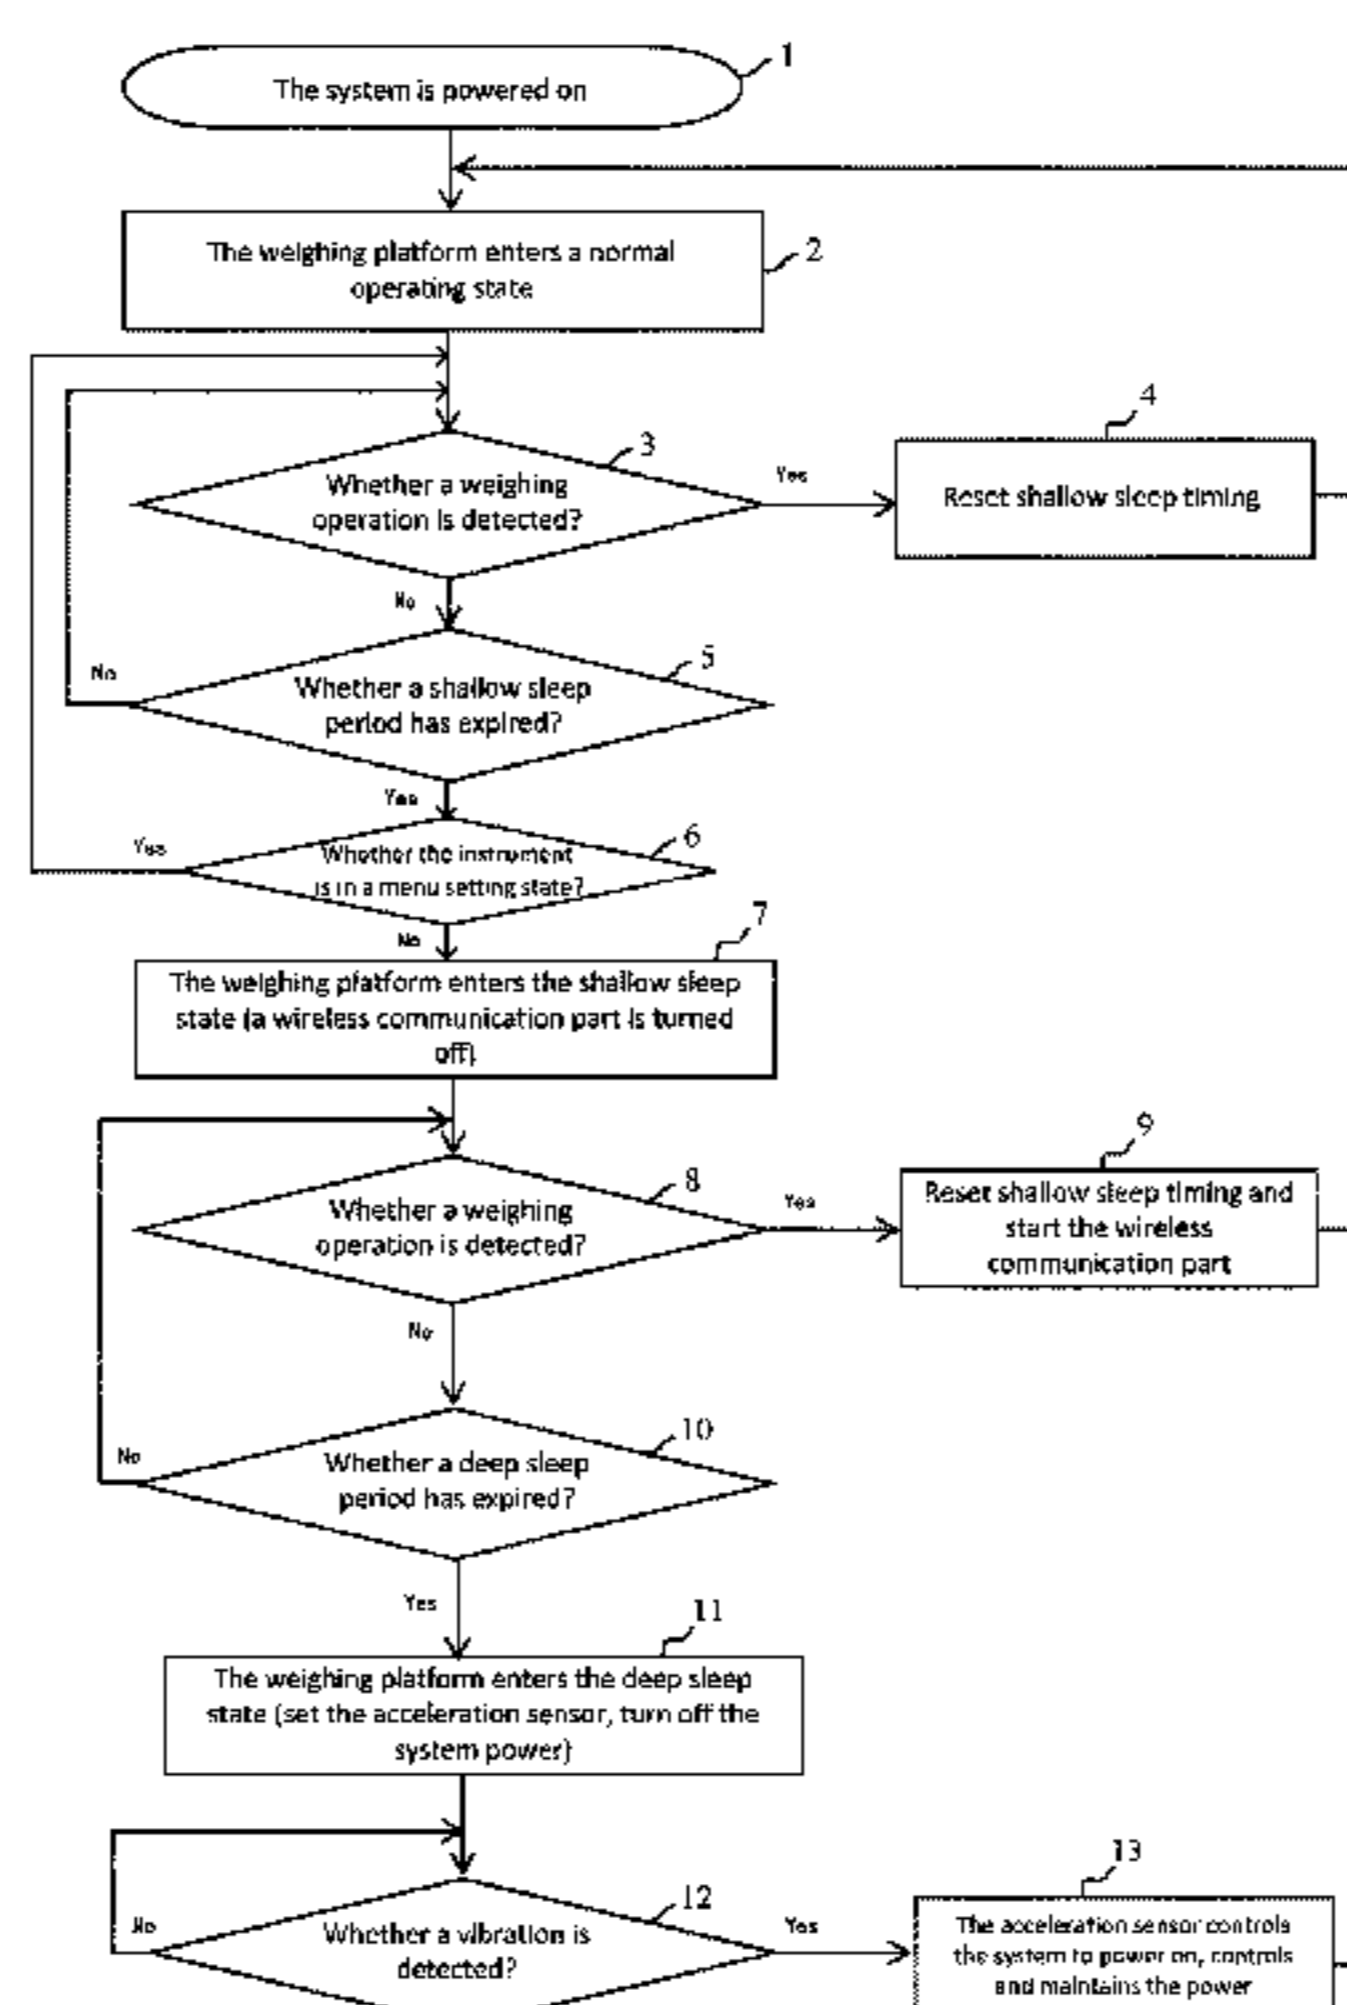 1
The system is powered on
2
The weighing platform enters a normal
operating state
3
Whether a weighing
operation is detected?
Yes
4
Reset shallow sleep timing
No
5
Whether a shallow sleep
period has expired?
No
Yes
6
Whether the instrument
is in a menu setting state?
Yes
No
7
The weighing platform enters the shallow sleep
state (a wireless communication part is turned
off)
8
Whether a weighing
operation is detected?
Yes
9
Reset shallow sleep timing and
start the wireless
communication part
No
10
Whether a deep sleep
period has expired?
No
Yes
11
The weighing platform enters the deep sleep
state (set the acceleration sensor, turn off the
system power)
12
Whether a vibration is
detected?
No
Yes
13
The acceleration sensor controls
the system to power on, controls
and maintains the power